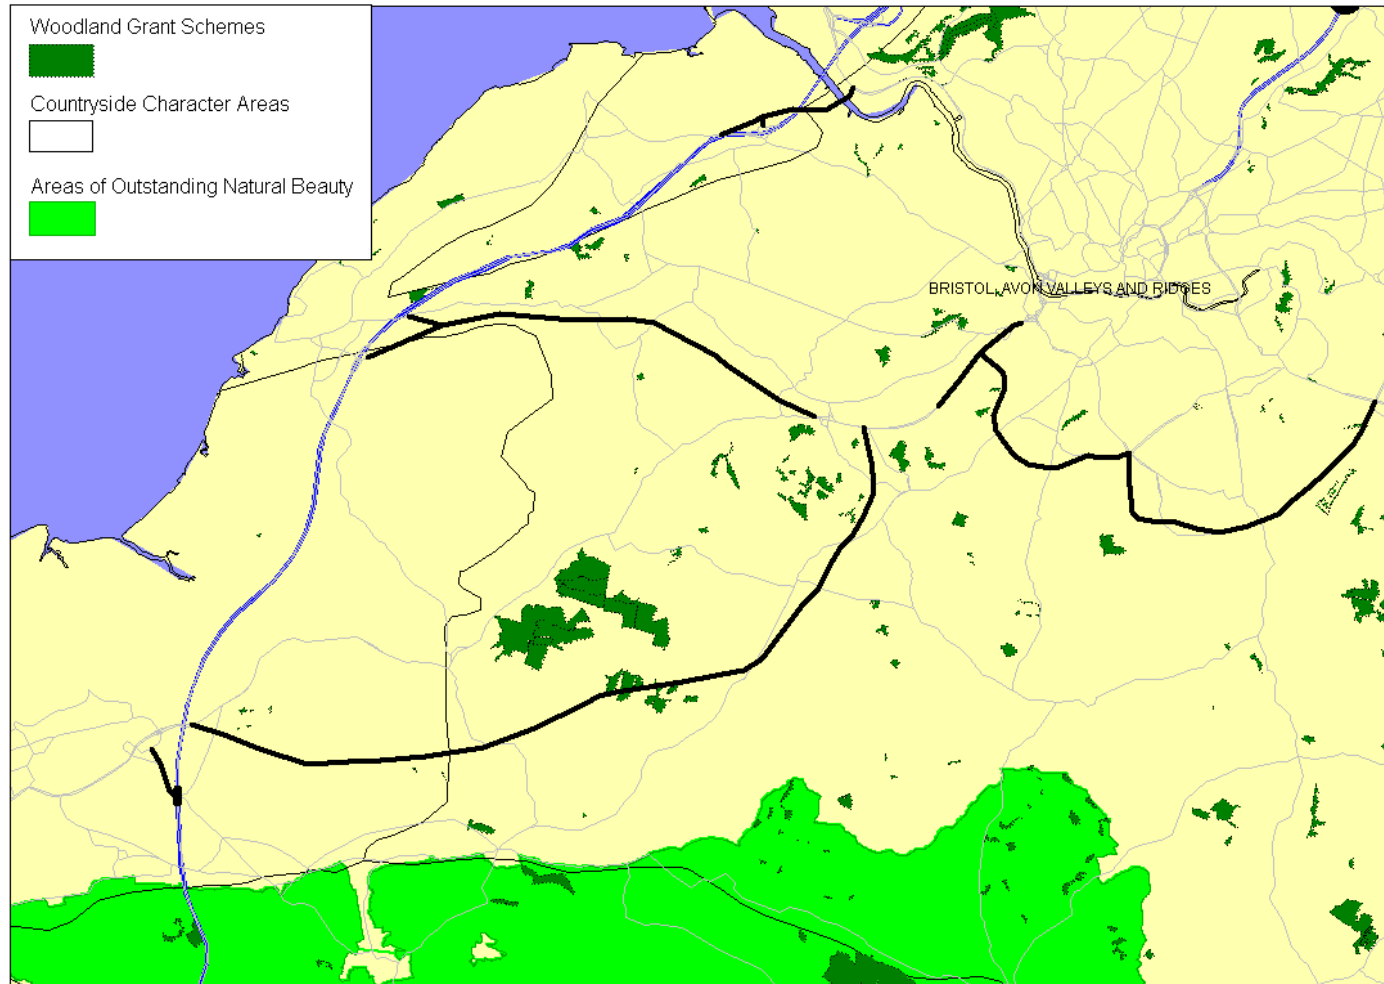 Woodland Grant Schemes
Countryside Character Areas
Areas of Outstanding Natural Beauty
BRISTOL, AVON VALLEYS AND RIDGES